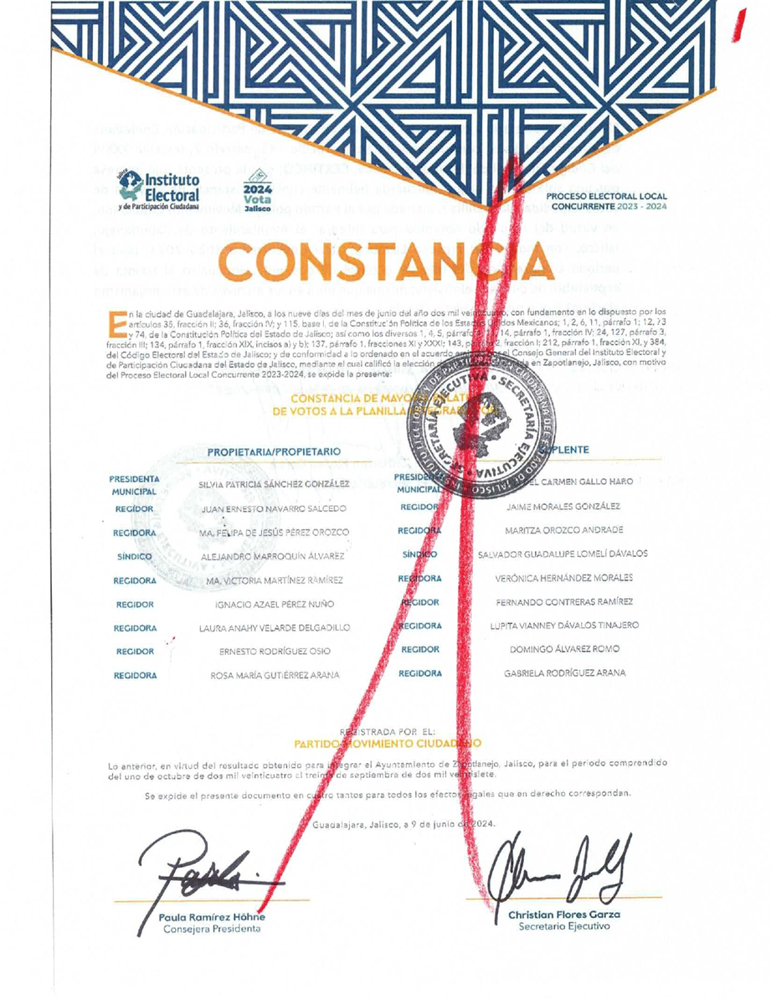 Jalisco
Instituto
Electoral
y de Participación Ciudadana
2024
Vota
Jalisco
PROCESO ELECTORAL LOCAL
CONCURRENTE 2023 - 2024
CONSTANCIA
En la ciudad de Guadalajara, Jalisco, a los nueve días del mes de junio del año dos mil veinticuatro, con fundamento en lo dispuesto por los
artículos 35, fracción II; 36, fracción IV; y 115, base I, de la Constitución Política de los Estados Unidos Mexicanos; 1, 2, 6, 11, párrafo 1; 12, 73
y 74, de la Constitución Política del Estado de Jalisco; así como los diversos 1, 4, 5, párrafo 14, párrafo 1, fracción IV; 24, 127, párrafo 3,
fracción III; 134, párrafo 1, fracción XIX, incisos a) y b); 137, párrafo 1, fracciones XI y XXXI; 143, párrafo 2, fracción I; 212, párrafo 1, fracción XI, y 384,
del Código Electoral del Estado de Jalisco; y de conformidad a lo ordenado en el acuerdo por el Consejo General del Instituto Electoral y
de Participación Ciudadana del Estado de Jalisco, mediante el cual calificó la elección en Zapotlanejo, Jalisco, con motivo
del Proceso Electoral Local Concurrente 2023-2024, se expide la presente:
CONSTANCIA DE MAYORÍA RELATIVA
DE VOTOS A LA PLANILLA INTEGRADA POR
SECRETARÍA EJECUTIVA • SECRETARÍA EJECUTIVA •
PROPIETARIA/PROPIETARIO SUPLENTE
PRESIDENTA MUNICIPAL SILVIA PATRICIA SÁNCHEZ GONZÁLEZ PRESIDENTA MUNICIPAL CARMEN GALLO HARO
REGIDOR JUAN ERNESTO NAVARRO SALCEDO REGIDOR JAIME MORALES GONZÁLEZ
REGIDORA MA. FELIPA DE JESÚS PÉREZ OROZCO REGIDORA MARITZA OROZCO ANDRADE
SÍNDICO ALEJANDRO MARROQUÍN ÁLVAREZ SÍNDICO SALVADOR GUADALUPE LOMELÍ DÁVALOS
REGIDORA MA. VICTORIA MARTÍNEZ RAMÍREZ REGIDORA VERÓNICA HERNÁNDEZ MORALES
REGIDOR IGNACIO AZAEL PÉREZ NUÑO REGIDOR FERNANDO CONTRERAS RAMÍREZ
REGIDORA LAURA ANAHY VELARDE DELGADILLO REGIDORA LUPITA VIANNEY DÁVALOS TINAJERO
REGIDOR ERNESTO RODRÍGUEZ OSIO REGIDOR DOMINGO ÁLVAREZ ROMO
REGIDORA ROSA MARÍA GUTIÉRREZ ARANA REGIDORA GABRIELA RODRÍGUEZ ARANA
REGISTRADA POR EL:
PARTIDO MOVIMIENTO CIUDADANO
Lo anterior, en virtud del resultado obtenido para integrar el Ayuntamiento de Zapotlanejo, Jalisco, para el periodo comprendido
del uno de octubre de dos mil veinticuatro al treinta de septiembre de dos mil veintisiete.
Se expide el presente documento en cuatro tantos para todos los efectos legales que en derecho correspondan.
Guadalajara, Jalisco, a 9 de junio de 2024.
Paula Ramírez Höhne Christian Flores Garza
Consejera Presidenta Secretario Ejecutivo